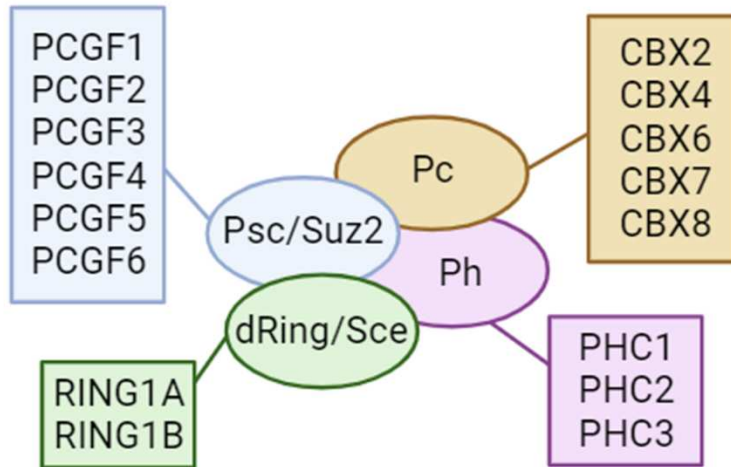 PCGF1
PCGF2
PCGF3
PCGF4
PCGF5
PCGF6
CBX2
CBX4
CBX6
CBX7
CBX8
Pc
Psc/Suz2
Ph
dRing/Sce
RING1A
RING1B
PHC1
PHC2
PHC3